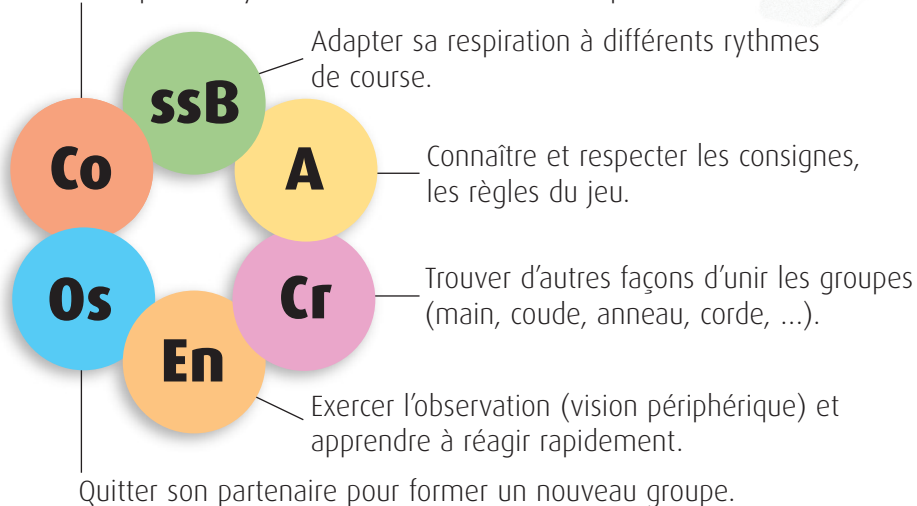 Adapter sa respiration à différents rythmes
de course.
ssB
Co
A
Connaître et respecter les consignes,
les règles du jeu.
Os
Cr
Trouver d'autres façons d'unir les groupes
(main, coude, anneau, corde, ...).
En
Exercer l'observation (vision périphérique) et
apprendre à réagir rapidement.
Quitter son partenaire pour former un nouveau groupe.